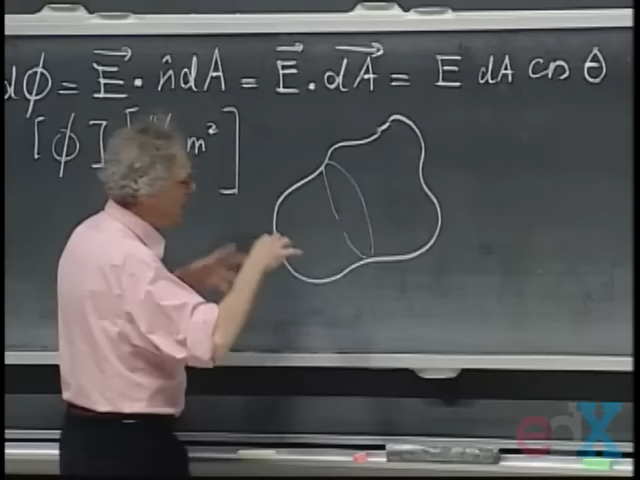 dϕ = E⃗ · n̂ dA = E⃗ · dA⃗ = E dA cos θ
[ϕ] [ m²]
edX